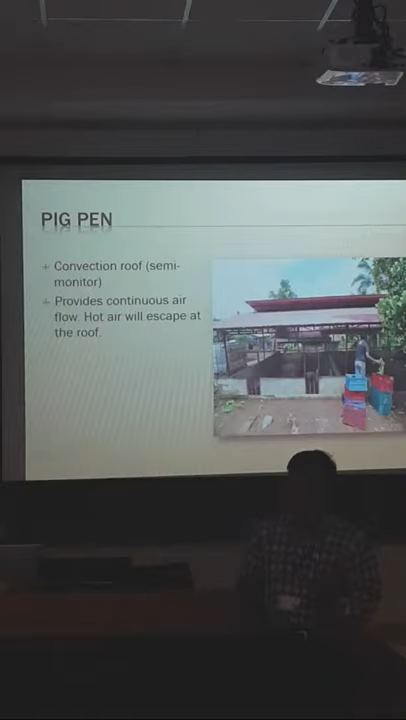 PIG PEN
Convection roof (semi-
monitor)
Provides continuous air
flow. Hot air will escape at
the roof.